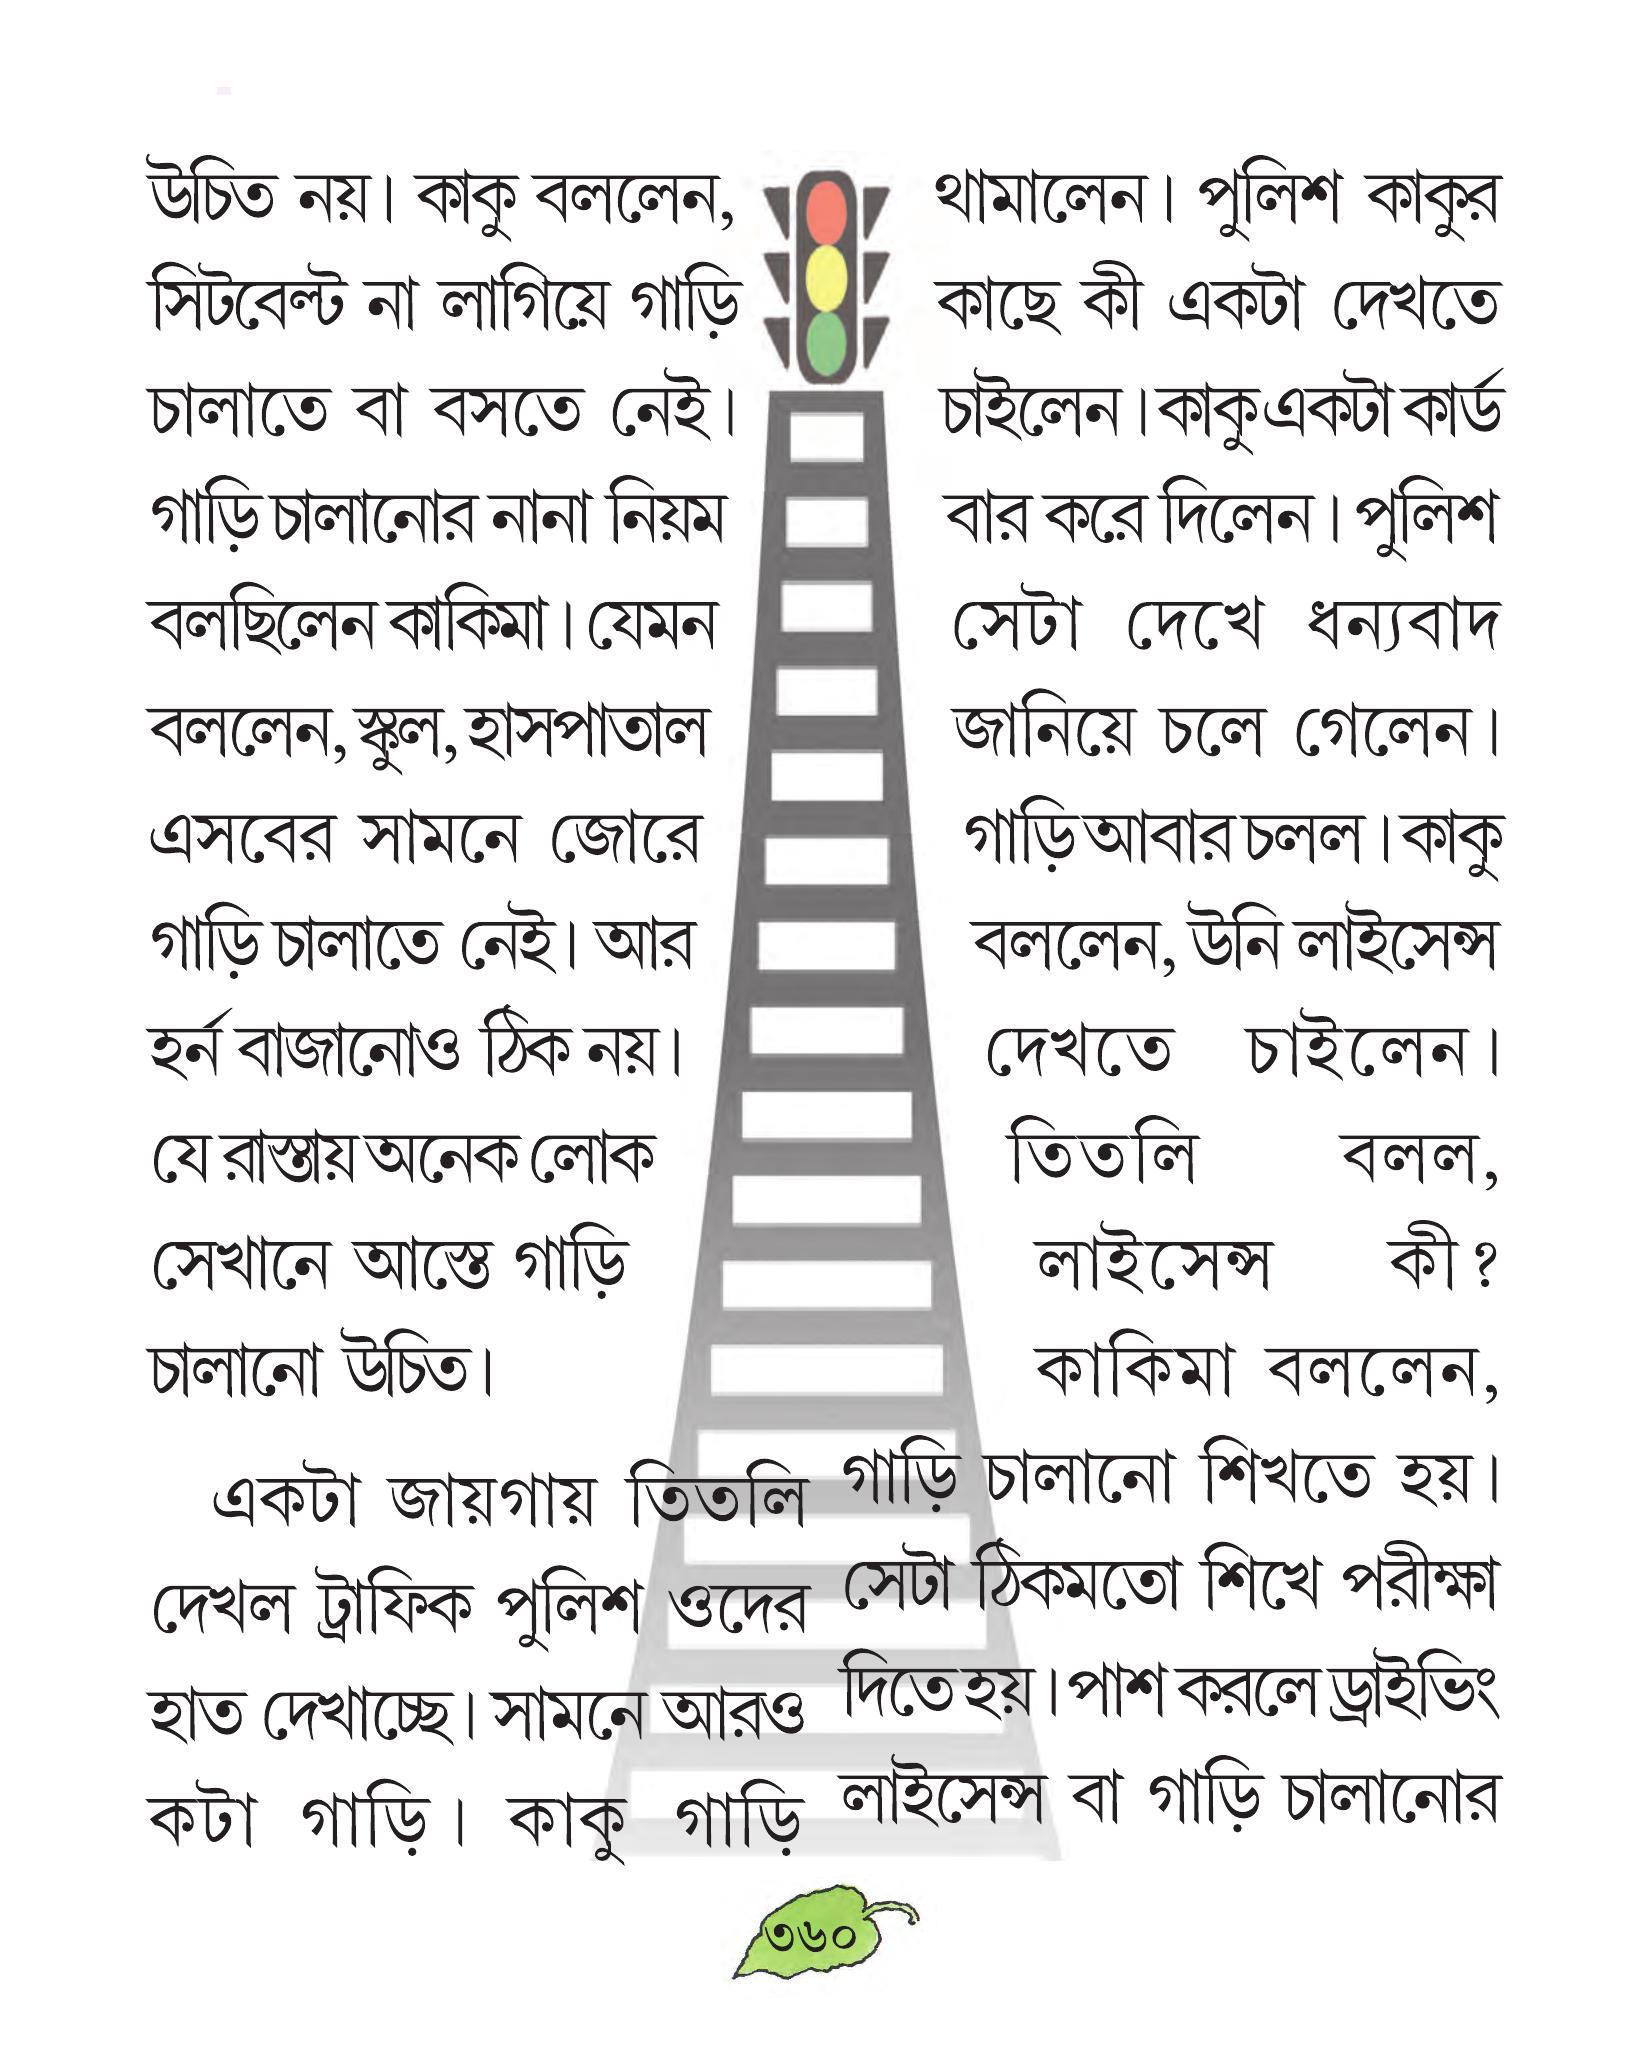 উচিত নয়। কাকু বললেন,
সিটবেল্ট না লাগিয়ে গাড়ি
চালাতে বা বসতে নেই।
গাড়ি চালানোর নানা নিয়ম
বলছিলেন কাকিমা। যেমন
বললেন, স্কুল, হাসপাতাল
এসবের সামনে জোরে
গাড়ি চালাতে নেই। আর
হর্ন বাজানোও ঠিক নয়।
যে রাস্তায় অনেক লোক
সেখানে আস্তে গাড়ি
চালানো উচিত।
একটা জায়গায় তিতলি
দেখল ট্রাফিক পুলিশ ওদের
হাত দেখাচ্ছে। সামনে আরও
কটা গাড়ি। কাকু গাড়ি
থামালেন। পুলিশ কাকুর
কাছে কী একটা দেখতে
চাইলেন। কাকু একটা কার্ড
বার করে দিলেন। পুলিশ
সেটা দেখে ধন্যবাদ
জানিয়ে চলে গেলেন।
গাড়ি আবার চলল। কাকু
বললেন, উনি লাইসেন্স
দেখতে চাইলেন।
তিতলি বলল,
লাইসেন্স কী?
কাকিমা বললেন,
গাড়ি চালানো শিখতে হয়।
সেটা ঠিকমতো শিখে পরীক্ষা
দিতে হয়। পাশ করলে ড্রাইভিং
লাইসেন্স বা গাড়ি চালানোর
৩৬০